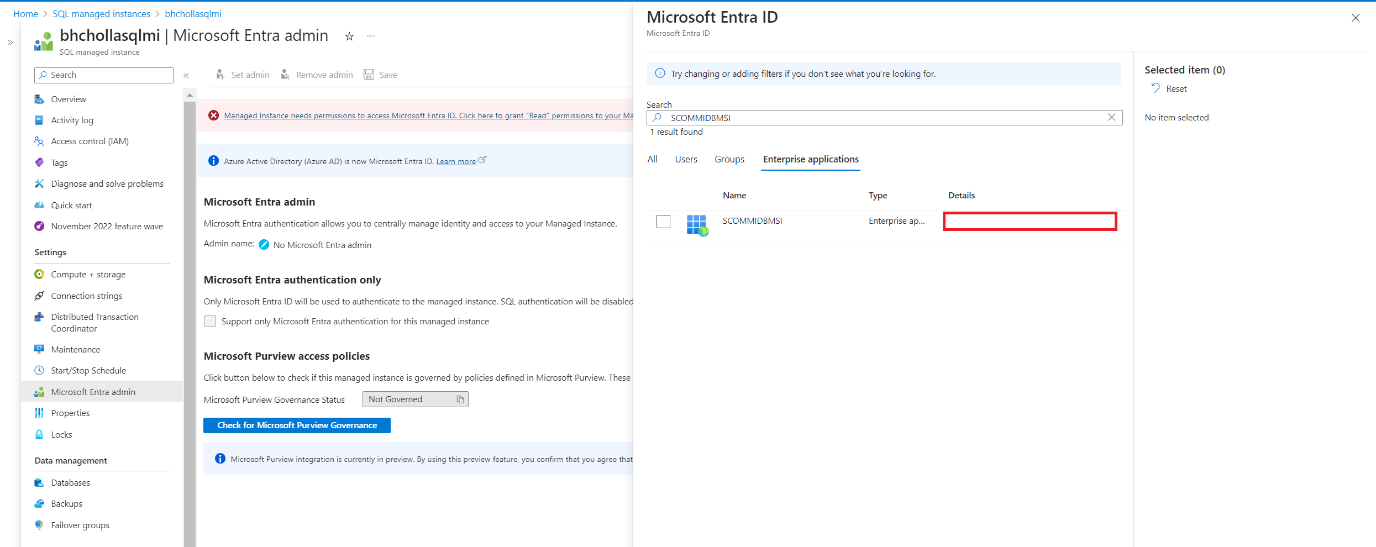 Home > SQL managed instances > bhchollasqlmi
bhchollasqlmi | Microsoft Entra admin
SQL managed instance
Search
Overview
Activity log
Access control (IAM)
Tags
Diagnose and solve problems
Quick start
November 2022 feature wave
Settings
Compute + storage
Connection strings
Distributed Transaction
Coordinator
Maintenance
Start/Stop Schedule
Microsoft Entra admin
Properties
Locks
Data management
Databases
Backups
Failover groups
Set admin Remove admin Save
Managed Instance needs permissions to access Microsoft Entra ID. Click here to grant "Read" permissions to your Ma
Azure Active Directory (Azure AD) is now Microsoft Entra ID. Learn more
Microsoft Entra admin
Microsoft Entra authentication allows you to centrally manage identity and access to your Managed Instance.
Admin name: No Microsoft Entra admin
Microsoft Entra authentication only
Only Microsoft Entra ID will be used to authenticate to the managed instance. SQL authentication will be disabled
Support only Microsoft Entra authentication for this managed instance
Microsoft Purview access policies
Click button below to check if this managed instance is governed by policies defined in Microsoft Purview. These
Microsoft Purview Governance Status Not Governed
Check for Microsoft Purview Governance
Microsoft Purview integration is currently in preview. By using this preview feature, you confirm that you agree that
Microsoft Entra ID
Microsoft Entra ID
Try changing or adding filters if you don't see what you're looking for.
Search
SCOMMIDBMSI
1 result found
All Users Groups Enterprise applications
Name Type Details
SCOMMIDBMSI Enterprise ap...
Selected item (0)
Reset
No item selected